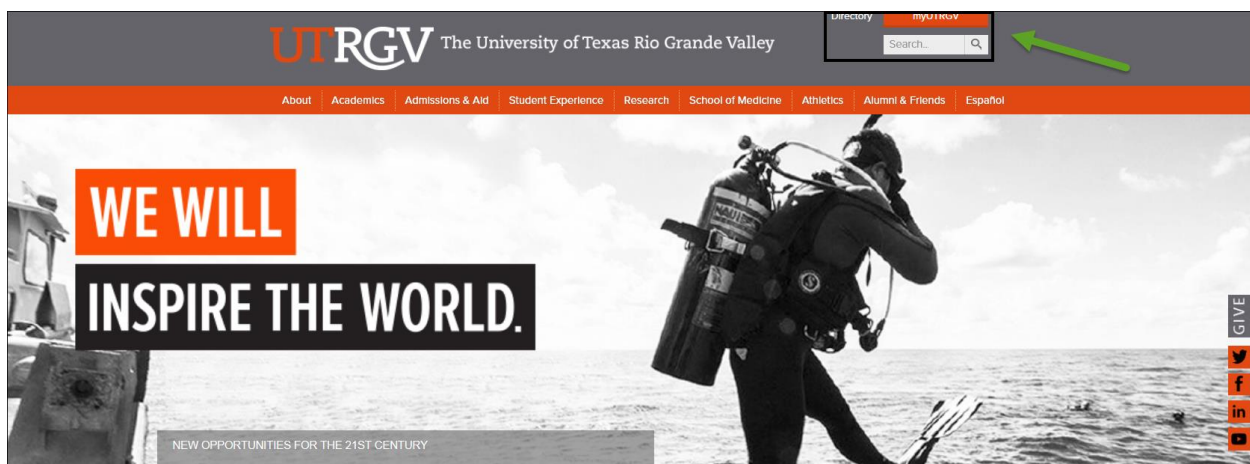 Directory myUTRGV
UTRGV The University of Texas Rio Grande Valley
Search...
About Academics Admissions & Aid Student Experience Research School of Medicine Athletics Alumni & Friends Español
WE WILL
INSPIRE THE WORLD.
GIVE
NEW OPPORTUNITIES FOR THE 21ST CENTURY